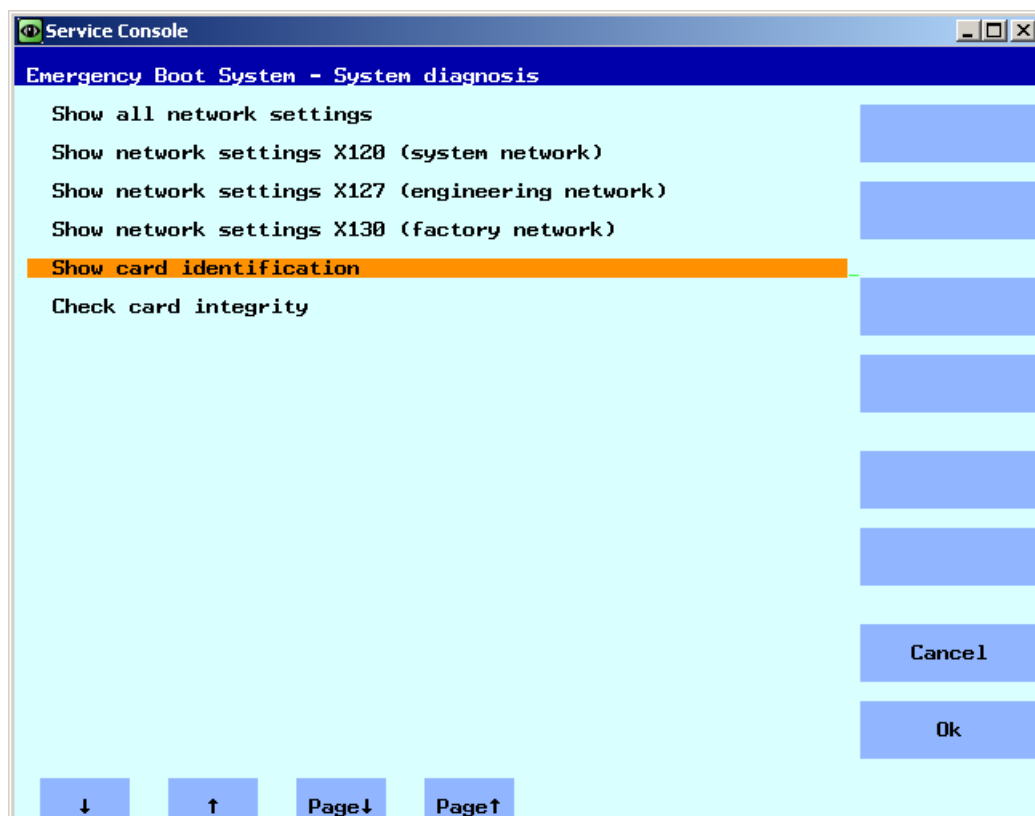 Service Console
Emergency Boot System - System diagnosis
Show all network settings
Show network settings X120 (system network)
Show network settings X127 (engineering network)
Show network settings X130 (factory network)
Show card identification
Check card integrity
Cancel
Ok
↓ ↑ Page↓ Page↑